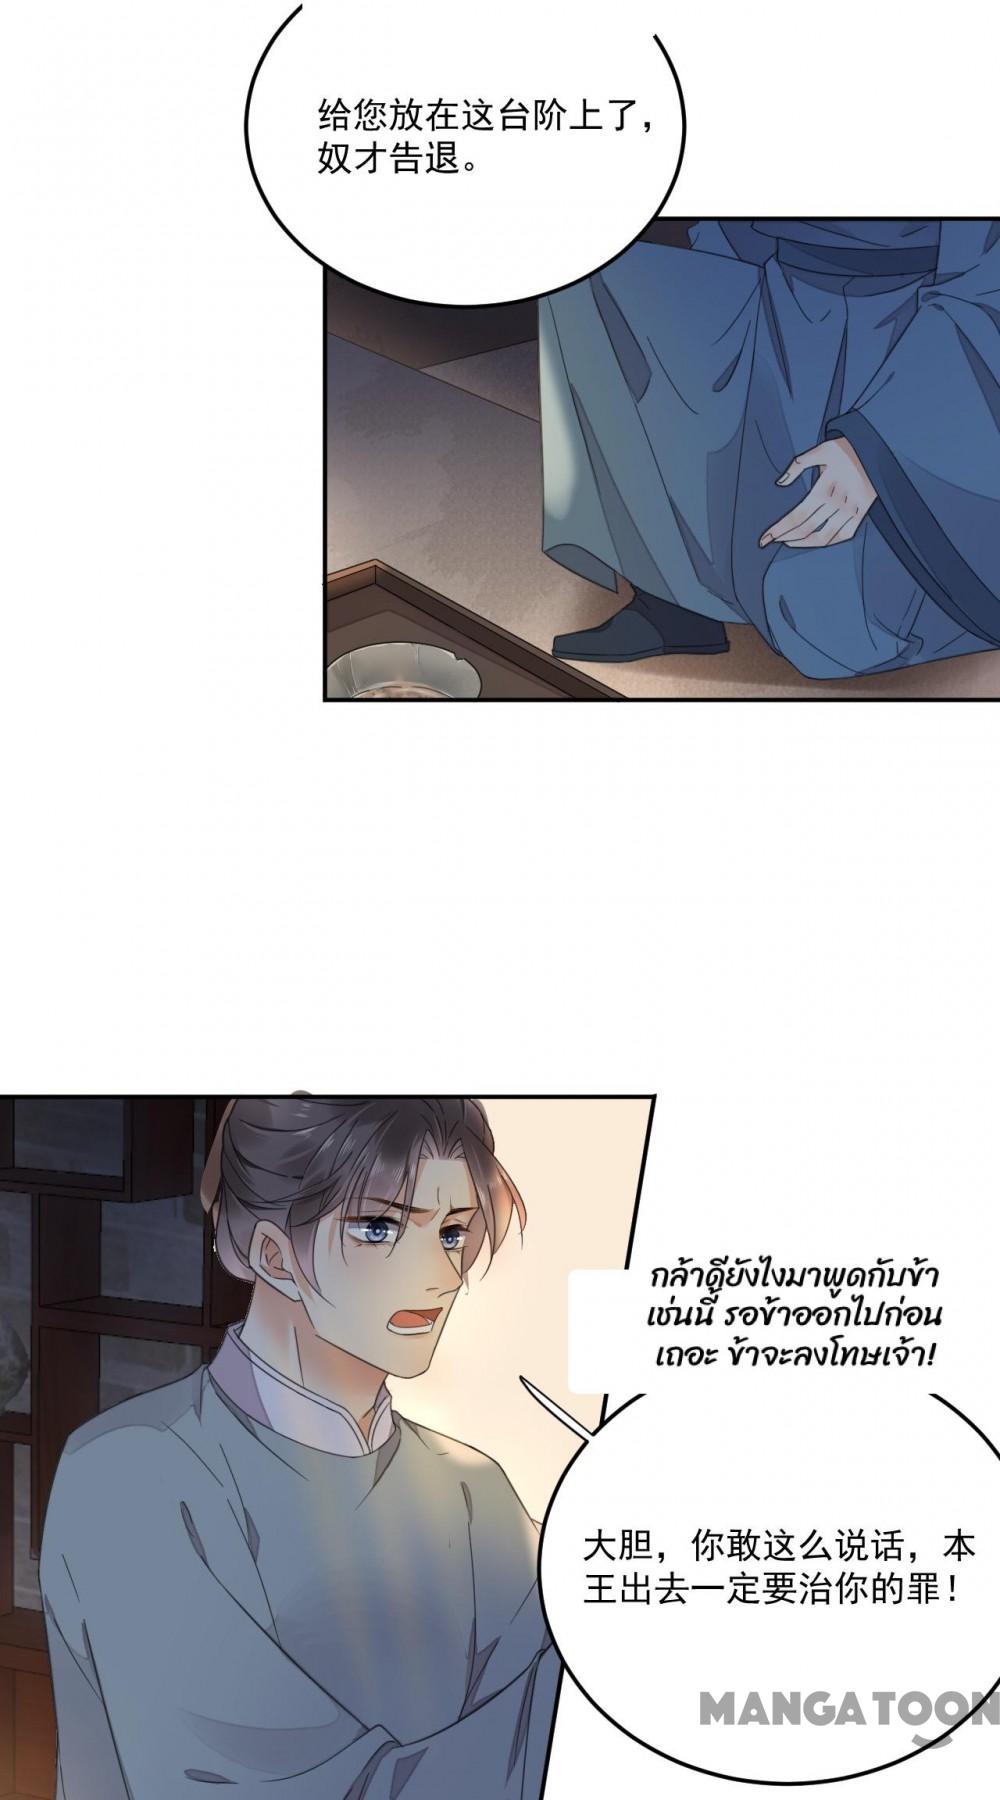 给您放在这台阶上了，
奴才告退。
กล้าดียังไงมาพูดกับข้า
เช่นนี้ รอข้าออกไปก่อน
เถอะ ข้าจะลงโทษเจ้า!
大胆，你敢这么说话，本
王出去一定要治你的罪！
MANGATOON